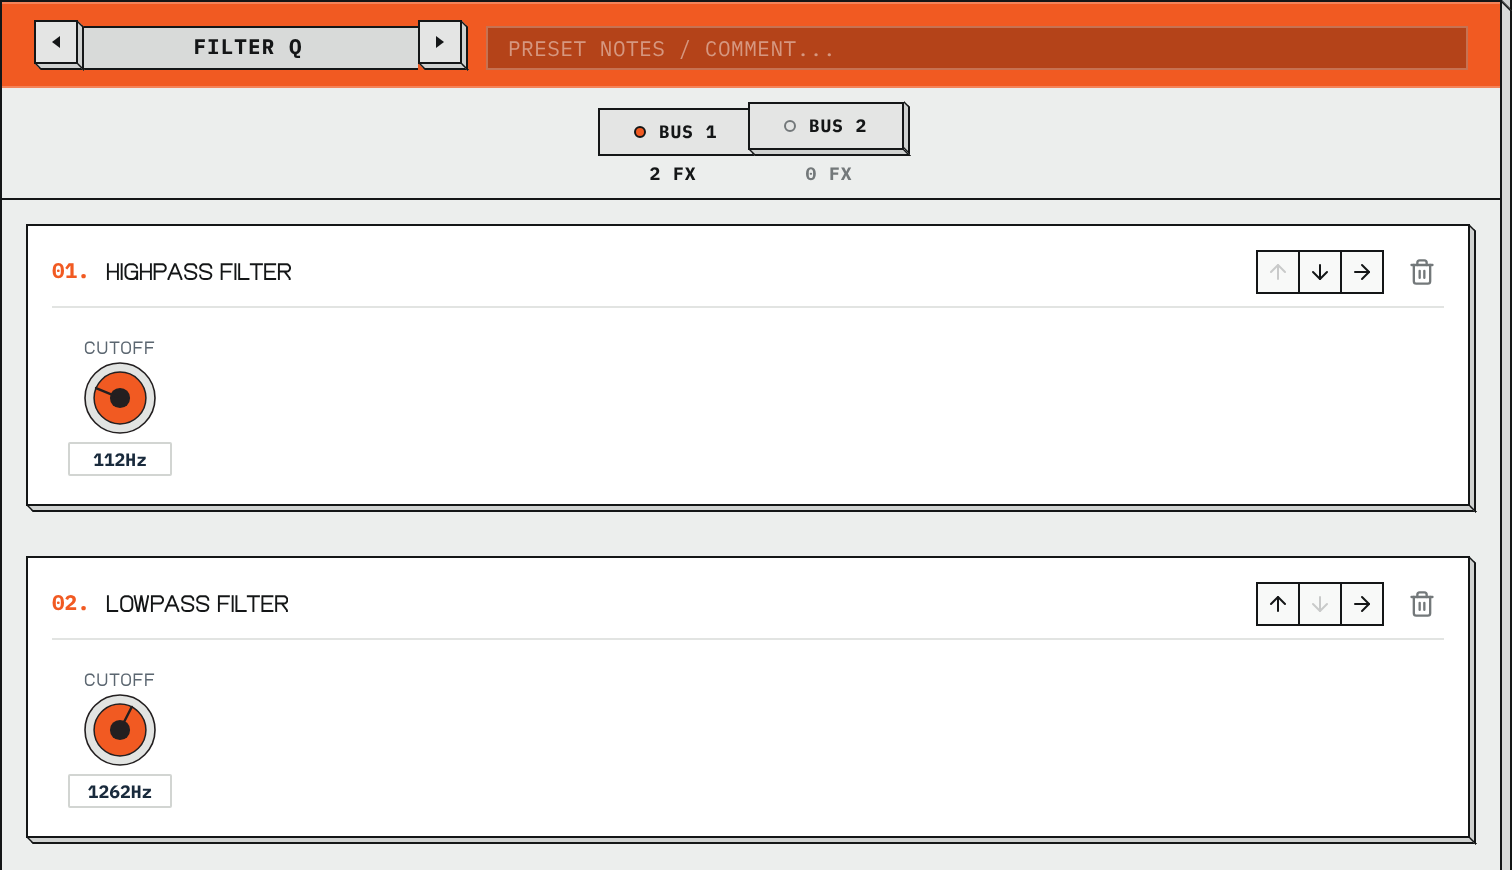 FILTER Q
PRESET NOTES / COMMENT...
BUS 1
BUS 2
2 FX
0 FX
01. HIGHPASS FILTER
CUTOFF
112Hz
02. LOWPASS FILTER
CUTOFF
1262Hz